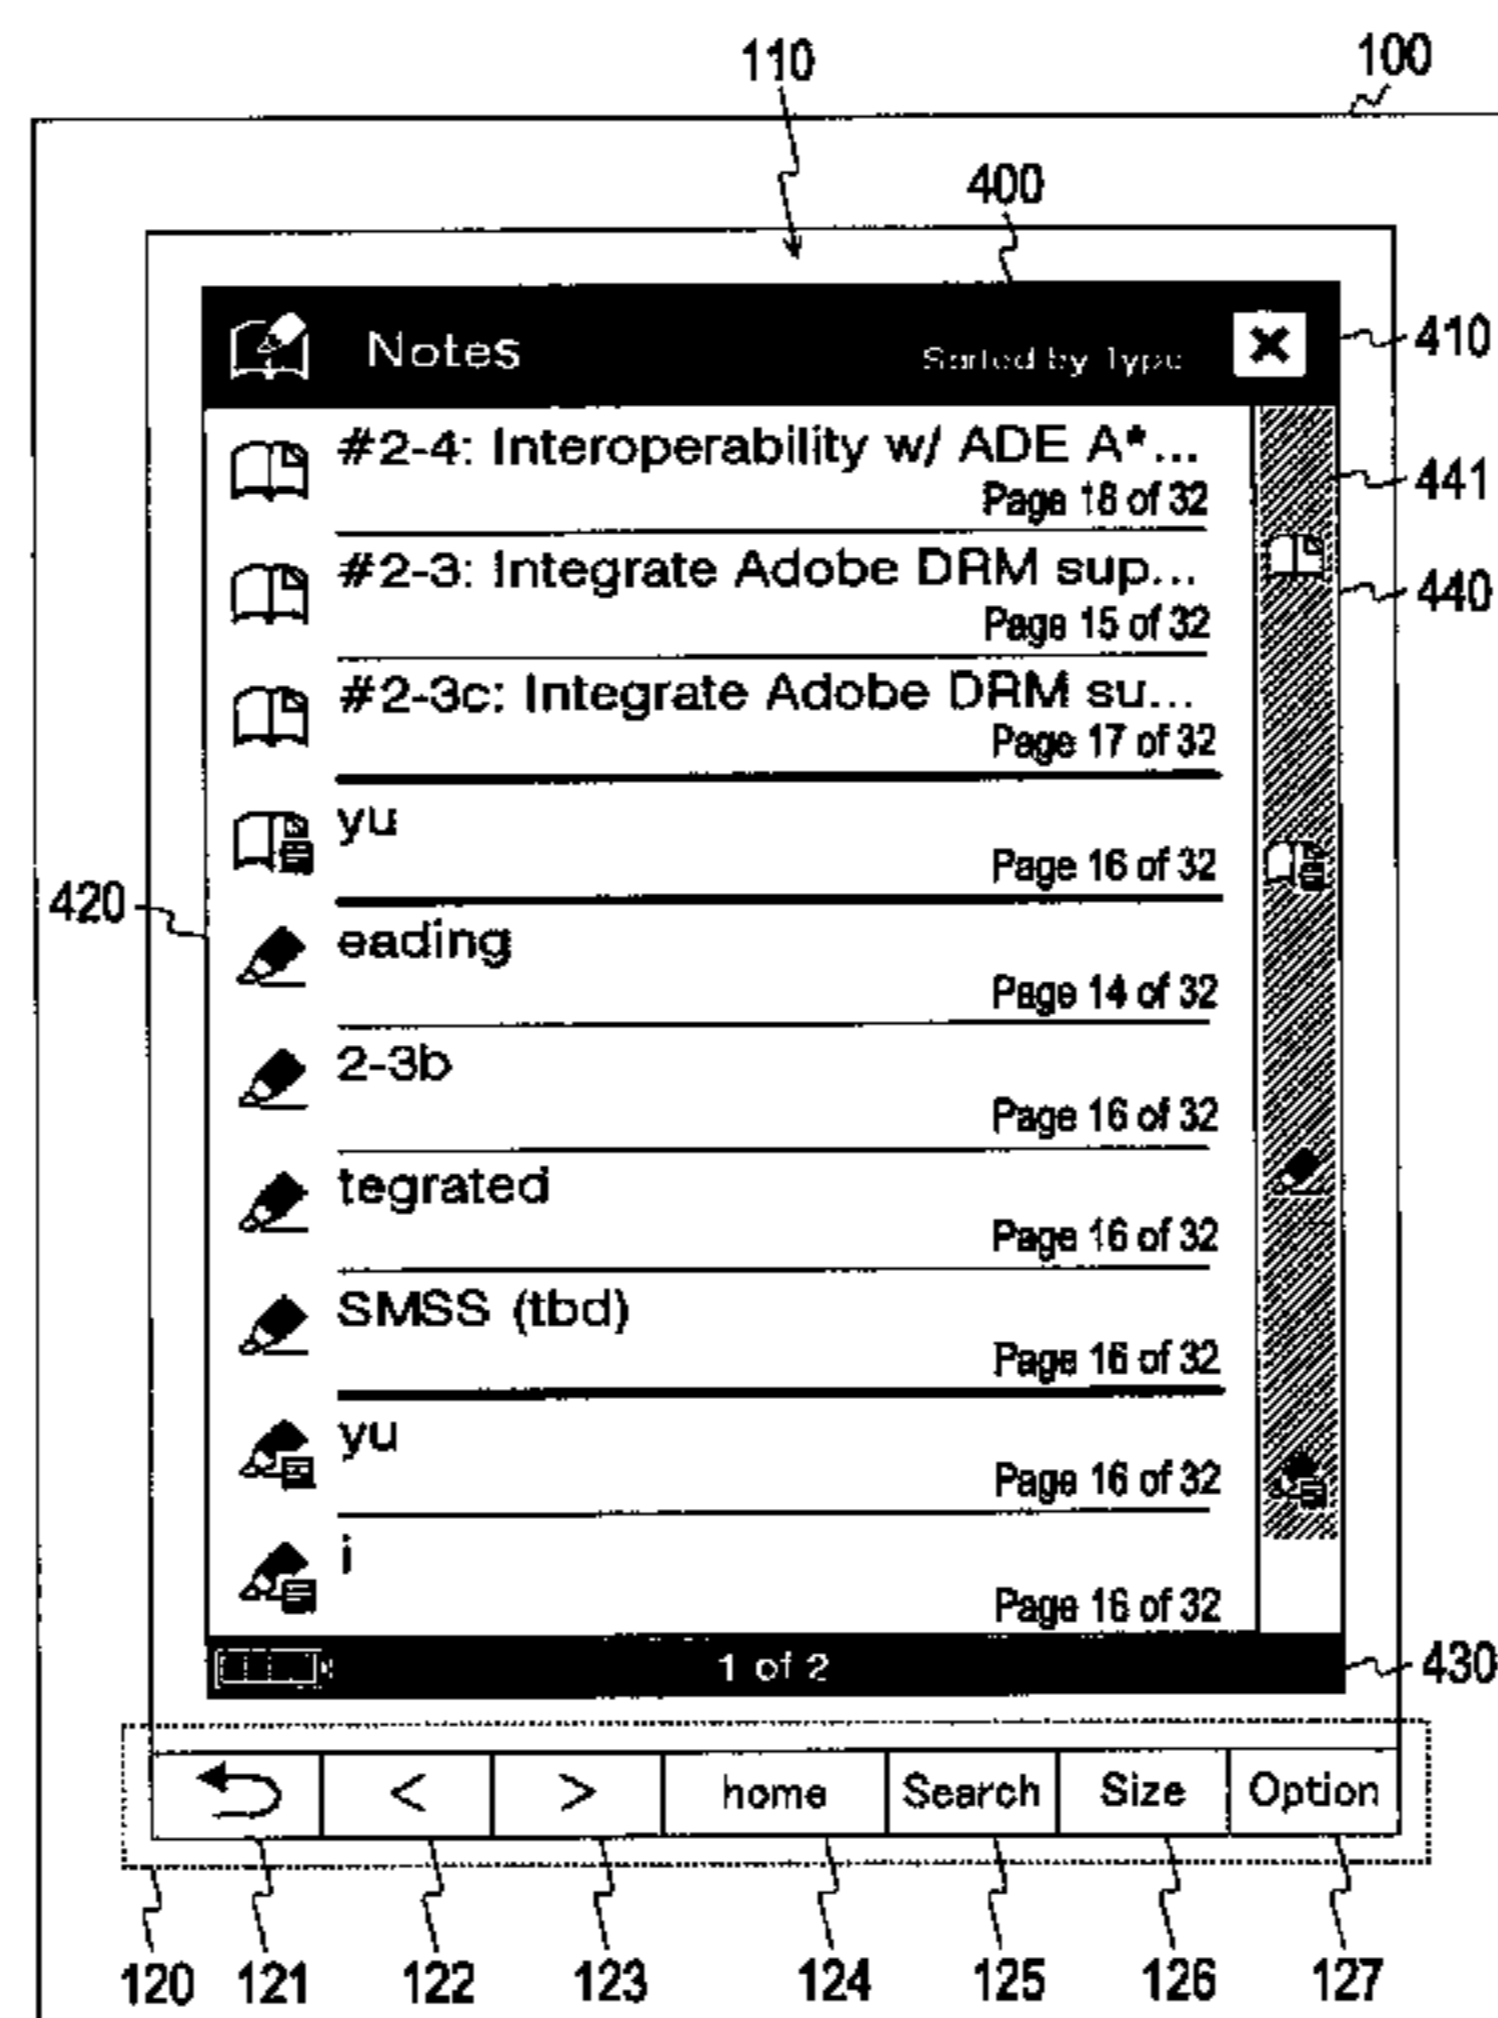 110
100
400
Notes
Sorted by Type
410
#2-4: Interoperability w/ ADE A*...
Page 18 of 32
441
#2-3: Integrate Adobe DRM sup...
440
Page 15 of 32
#2-3c: Integrate Adobe DRM su...
Page 17 of 32
yu
Page 16 of 32
420
eading
Page 14 of 32
2-3b
Page 16 of 32
tegrated
Page 16 of 32
SMSS (tbd)
Page 16 of 32
yu
Page 16 of 32
i
Page 16 of 32
1 of 2
430
< > home Search Size Option
120 121 122 123 124 125 126 127